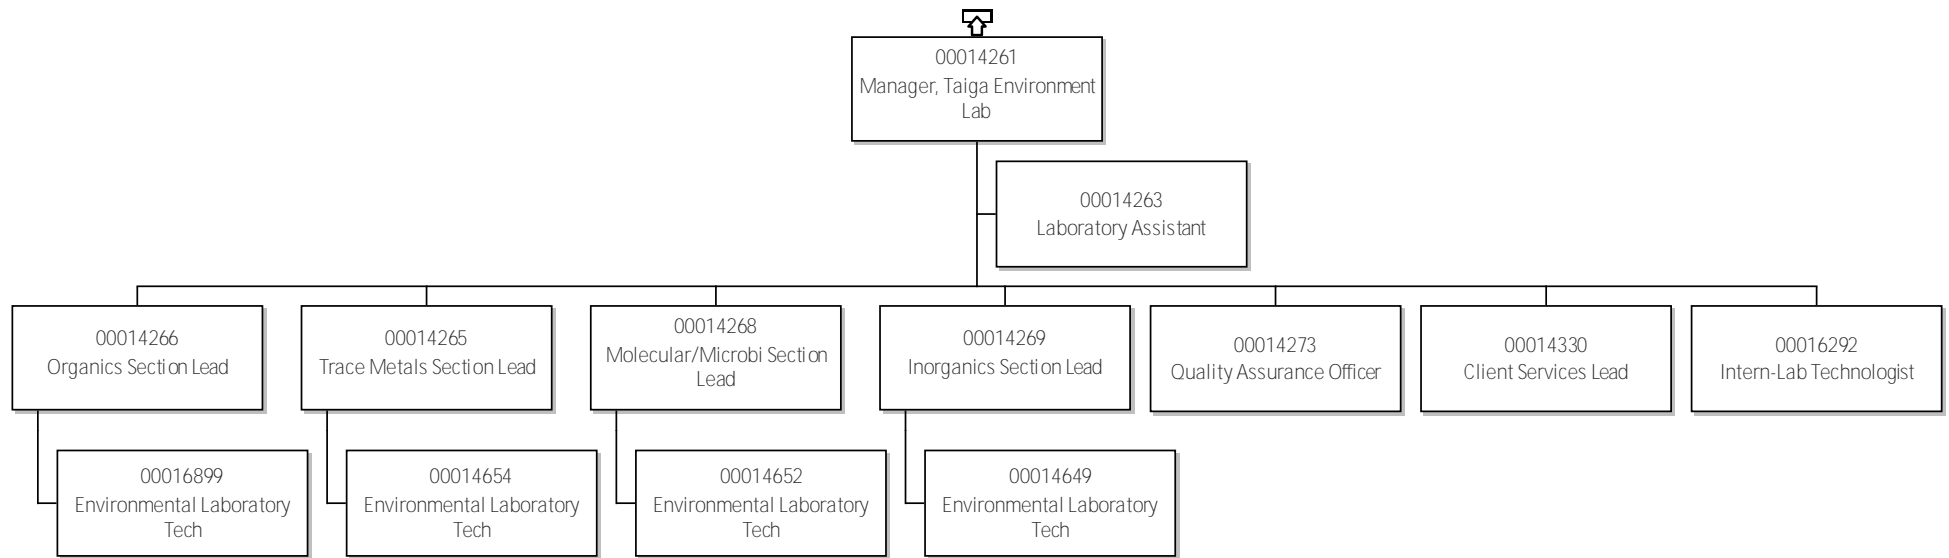 00014261
Manager, Taiga Environment
Lab
00014263
Laboratory Assistant
00014266
Organics Section Lead
00014265
Trace Metals Section Lead
00014268
Molecular/Microbi Section
Lead
00014269
Inorganics Section Lead
00014273
Quality Assurance Officer
00014330
Client Services Lead
00016292
Intern-Lab Technologist
00016899
Environmental Laboratory
Tech
00014654
Environmental Laboratory
Tech
00014652
Environmental Laboratory
Tech
00014649
Environmental Laboratory
Tech